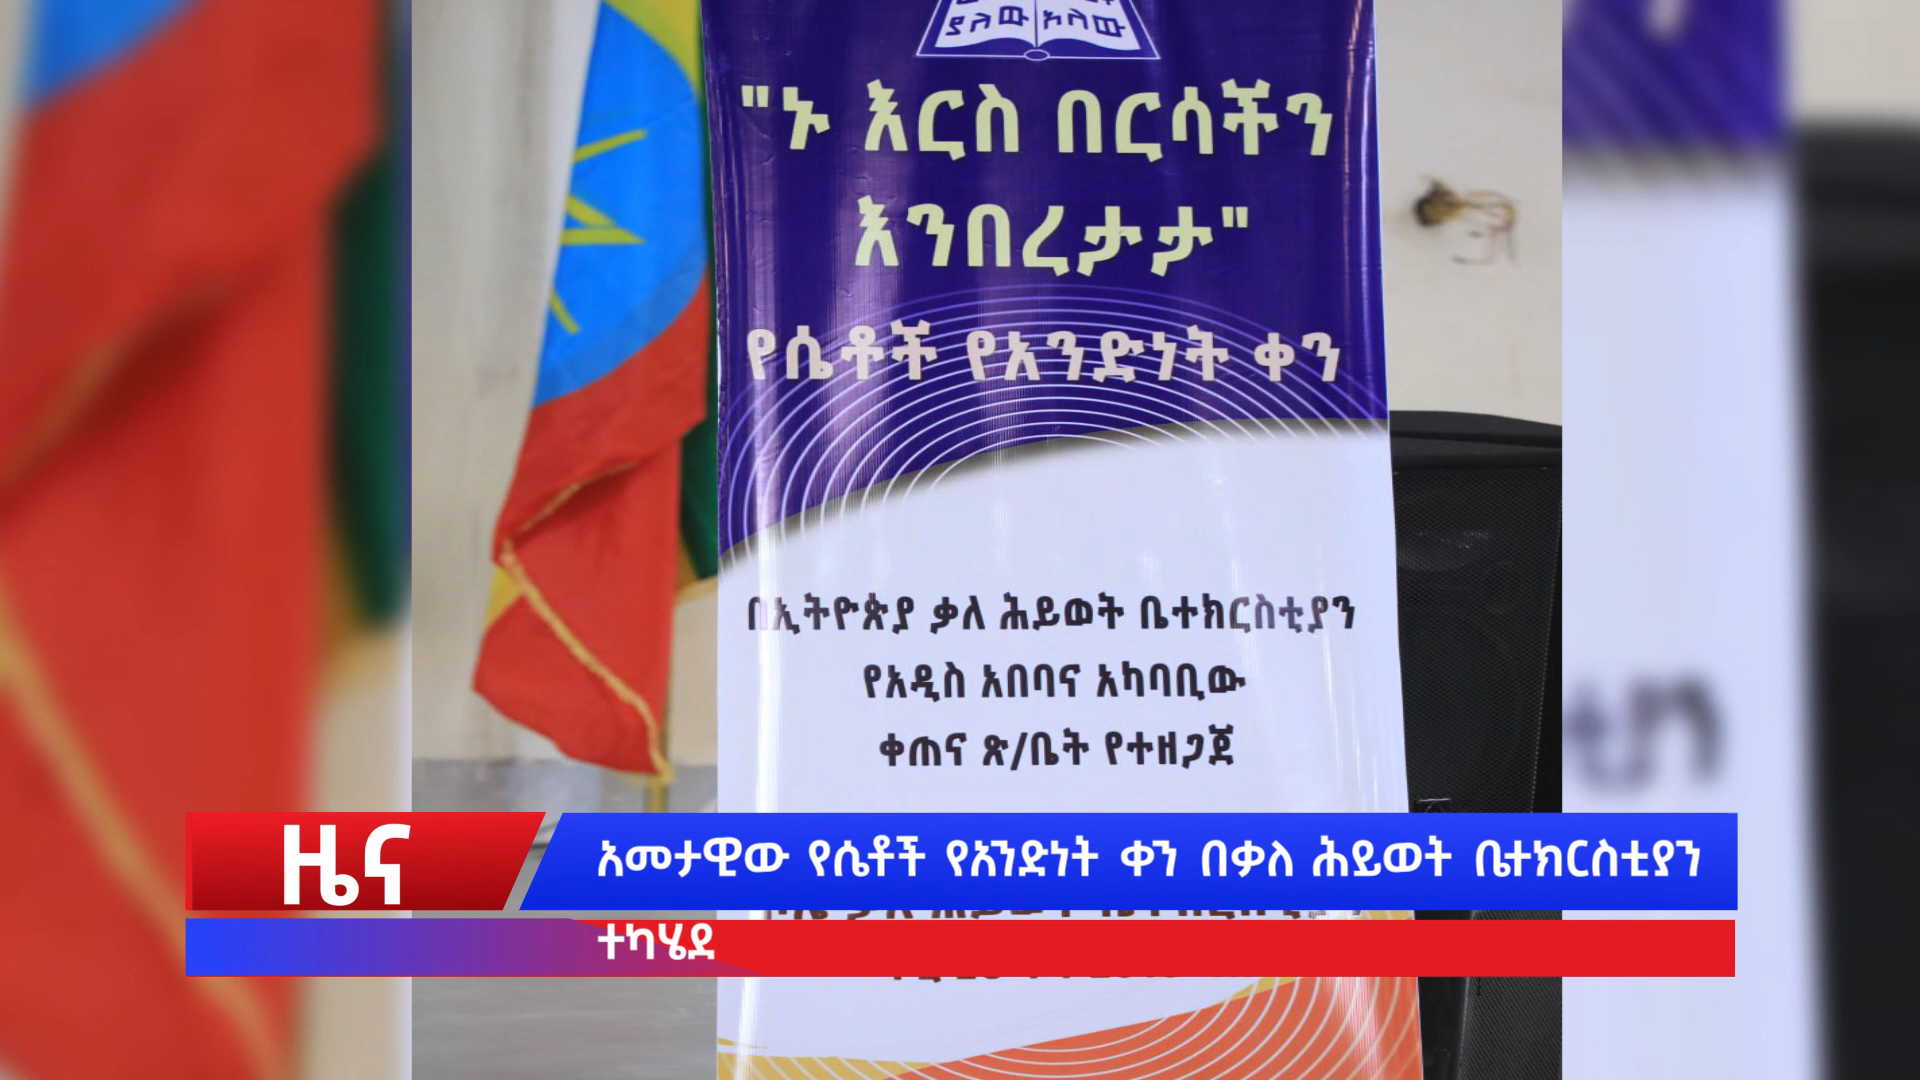 ያለው አለው
"ኑ እርስ በርሳችን
እንበረታታ"
የሴቶች የአንድነት ቀን
በኢትዮጵያ ቃለ ሕይወት ቤተክርስቲያን
የአዲስ አበባና አካባቢው
ቀጠና ጽ/ቤት የተዘጋጀ
ዜና
አመታዊው የሴቶች የአንድነት ቀን በቃለ ሕይወት ቤተክርስቲያን
ተካሄደ